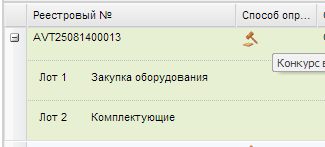 Реестровый № Способ опр...
AVT25081400013
Конкурс
Лот 1 Закупка оборудования
Лот 2 Комплектующие